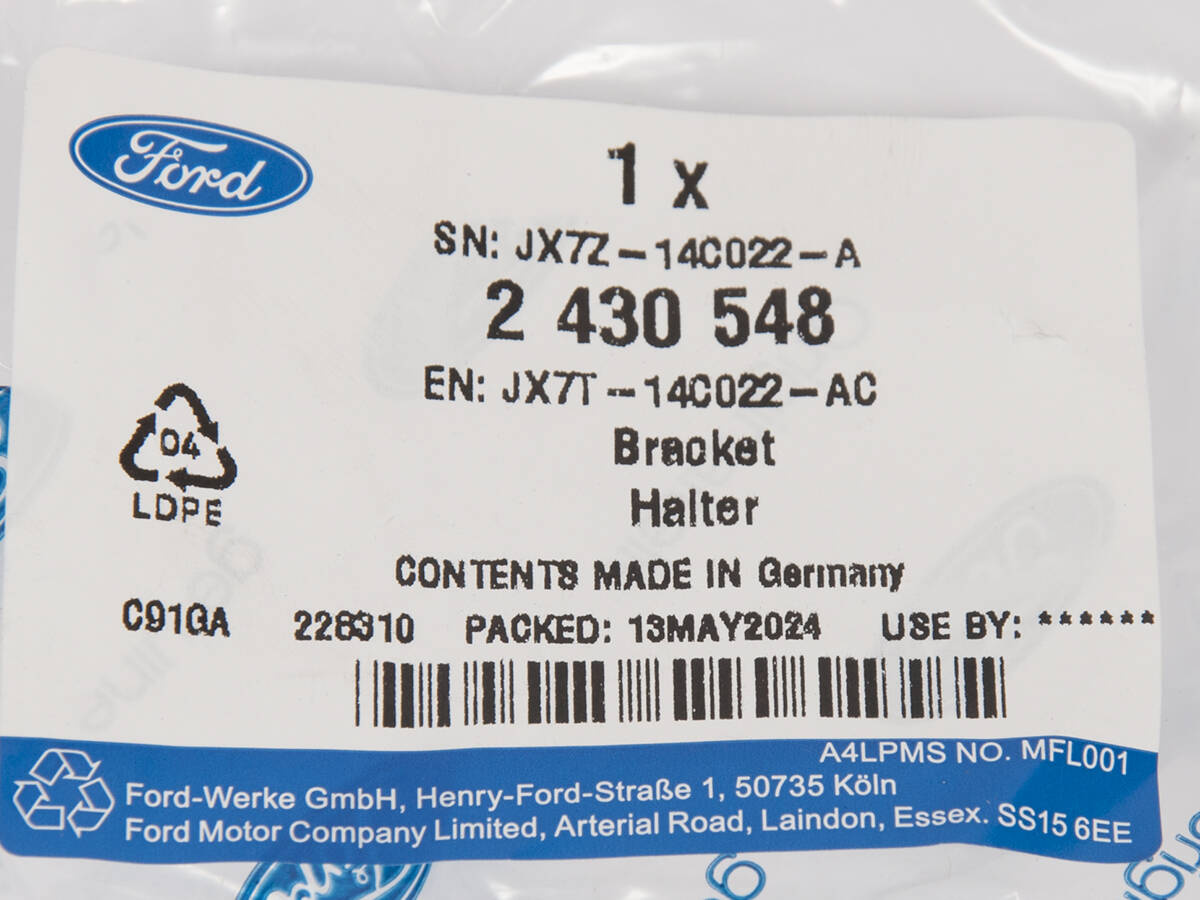 Ford
1 x
SN: JX7Z-14C022-A
2 430 548
EN: JX7T-14C022-AC
Bracket
Halter
04
LDPE
CONTENTS MADE IN Germany
C91GA 228310 PACKED: 13MAY2024 USE BY: ******
A4LPMS NO. MFL001
Ford-Werke GmbH, Henry-Ford-Straße 1, 50735 Köln
Ford Motor Company Limited, Arterial Road, Laindon, Essex. SS15 6EE